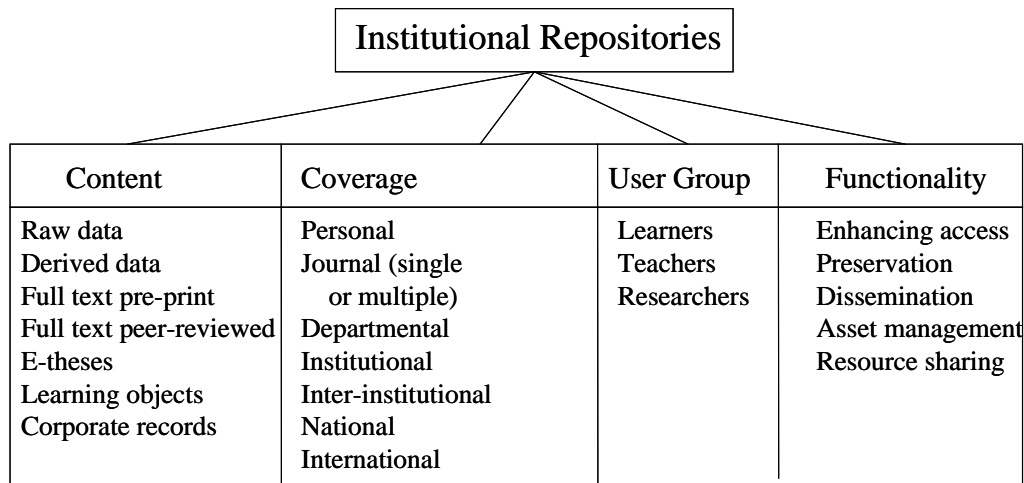 Institutional Repositories
Content
Raw data
Derived data
Full text pre-print
Full text peer-reviewed
E-theses
Learning objects
Corporate records
Coverage
Personal
Journal (single
or multiple)
Departmental
Institutional
Inter-institutional
National
International
User Group
Learners
Teachers
Researchers
Functionality
Enhancing access
Preservation
Dissemination
Asset management
Resource sharing